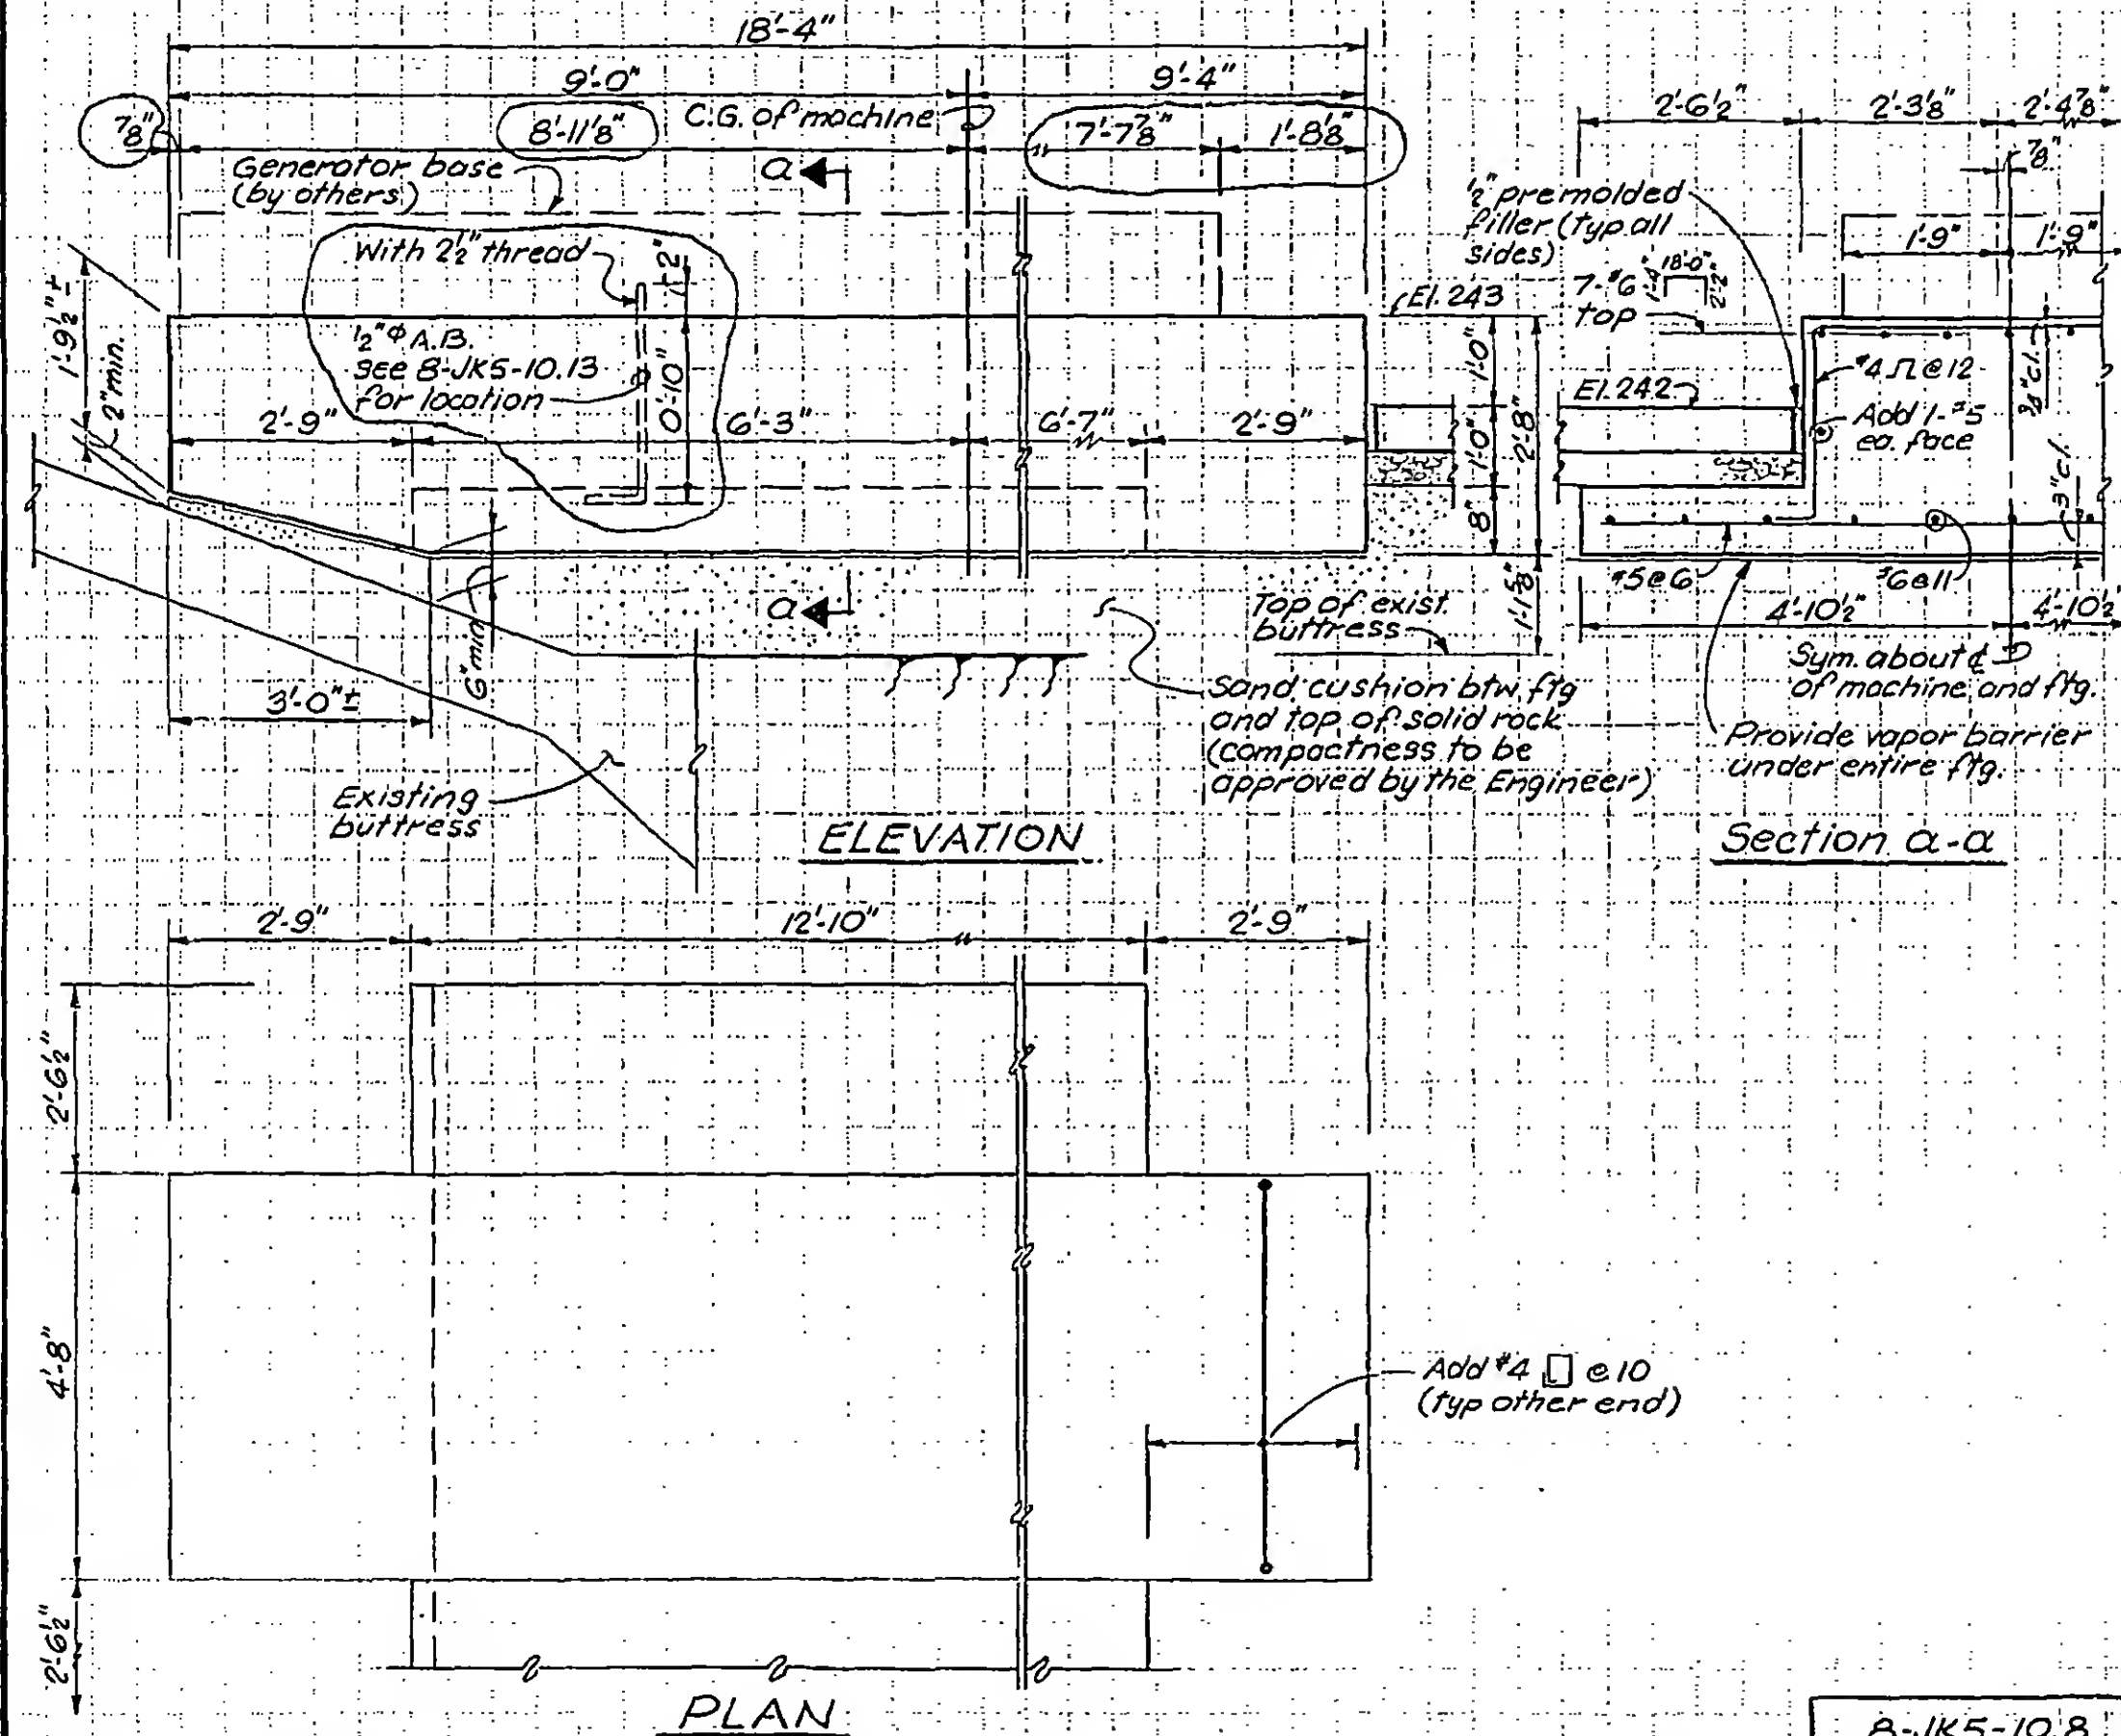 18'-4"
9'-0"
9'-4"
7/8"
8'-11 1/8"
C.G. of machine
7'-7 7/8"
1'-8 1/8"
Generator base
(by others)
a
With 2 1/2" thread
2"
1'-9 1/2" ±
2" min.
1/2" φ A.B.
see 8-JKS-10.13
for location
0'-10"
2'-9"
6'-3"
6'-7"
2'-9"
El. 243
1'-0"
1'-0"
8"
2'-8"
1'-1 5/8"
a
6" min
3'-0" ±
Top of exist.
buttress
Sand cushion btw. ftg
and top of solid rock
(compactness to be
approved by the Engineer)
Existing
buttress
ELEVATION
2'-6 1/2"
2'-3 1/8"
2'-4 7/8"
7/8"
1/2" premolded
filler (typ all
sides)
1'-9"
1'-9"
7-#6
top
1'-4"
18'-0"
2'-2"
El. 242
#4 ⎍ @ 12
Add 1-#5
ea. face
3" cl.
#5 @ 6
#6 @ 11
4'-10 1/2"
4'-10 1/2"
Sym. about ℄
of machine and ftg.
Provide vapor barrier
under entire ftg.
Section a-a
2'-9"
12'-10"
2'-9"
2'-6 1/2"
4'-8"
2'-6 1/2"
Add #4 ▯ @ 10
(typ other end)
PLAN
8-JKS-10.8